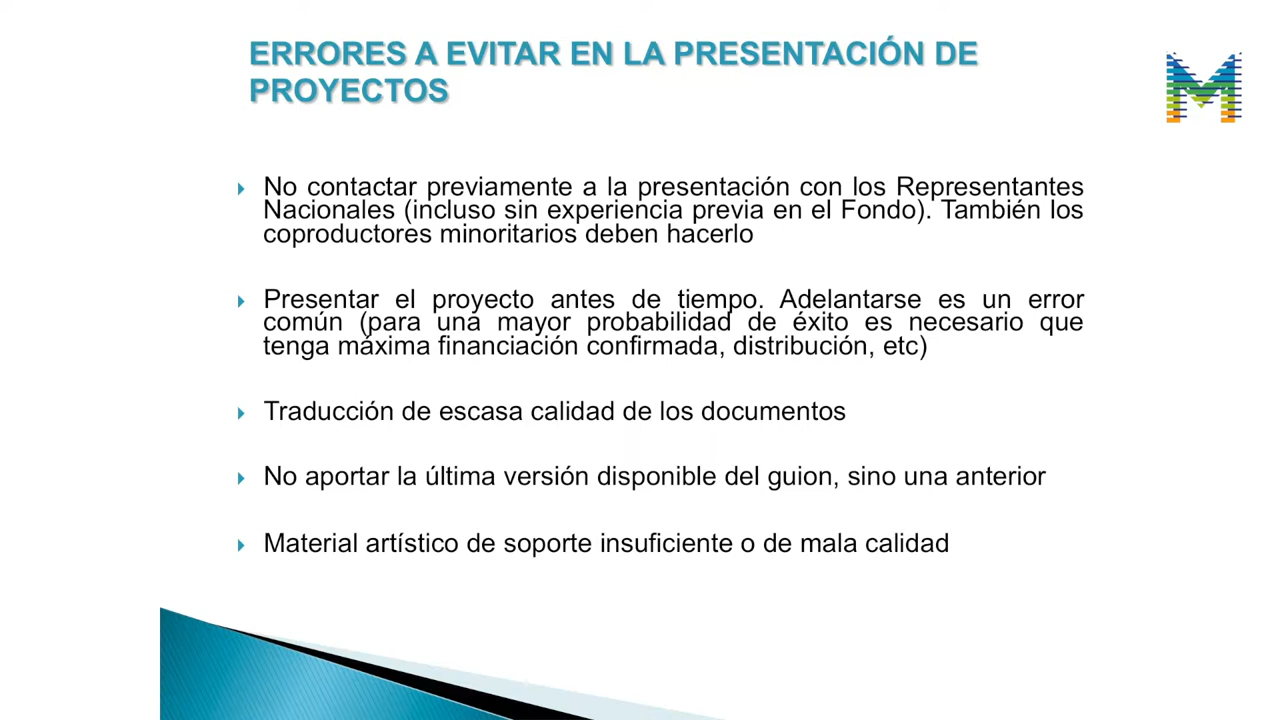 ERRORES A EVITAR EN LA PRESENTACIÓN DE
PROYECTOS
No contactar previamente a la presentación con los Representantes
Nacionales (incluso sin experiencia previa en el Fondo). También los
coproductores minoritarios deben hacerlo
Presentar el proyecto antes de tiempo. Adelantarse es un error
común (para una mayor probabilidad de éxito es necesario que
tenga máxima financiación confirmada, distribución, etc)
Traducción de escasa calidad de los documentos
No aportar la última versión disponible del guion, sino una anterior
Material artístico de soporte insuficiente o de mala calidad